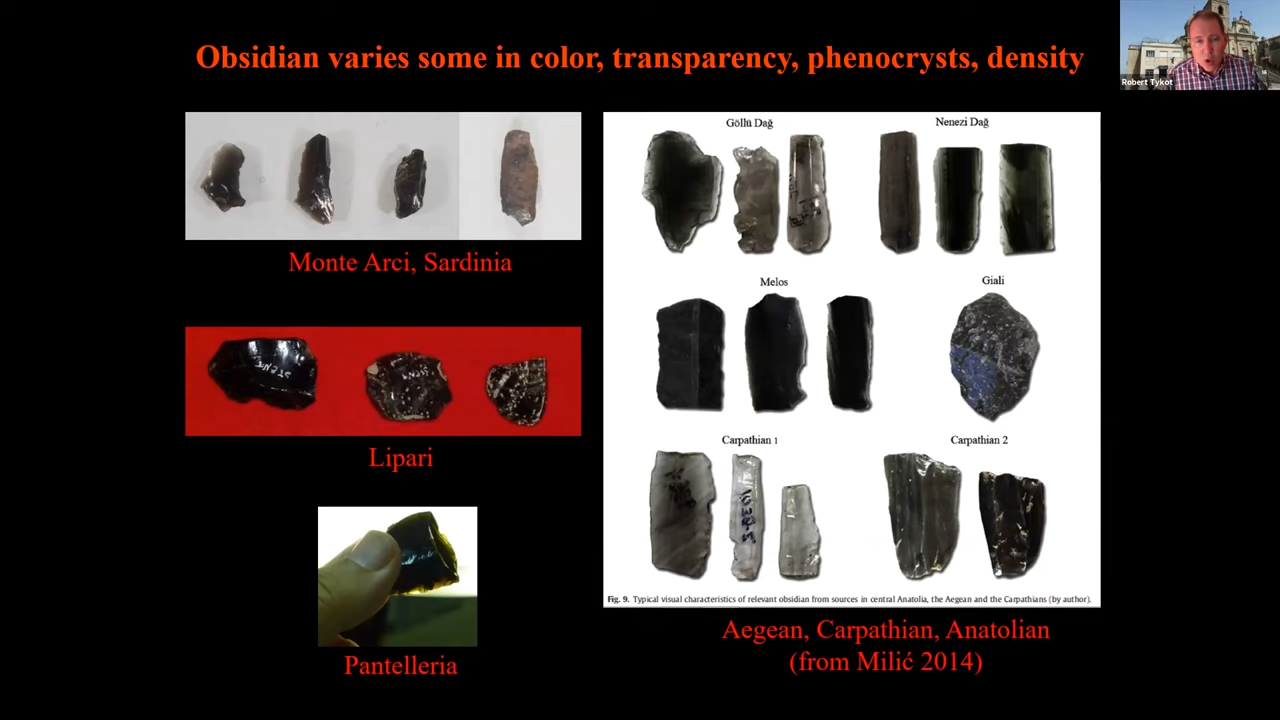 Obsidian varies some in color, transparency, phenocrysts, density
Robert Tykot
Monte Arci, Sardinia
Lipari
Pantelleria
Göllü Dağ
Nenezi Dağ
Melos
Giali
Carpathian 1
Carpathian 2
Fig. 9. Typical visual characteristics of relevant obsidian from sources in central Anatolia, the Aegean and the Carpathians (by author).
Aegean, Carpathian, Anatolian
(from Milić 2014)